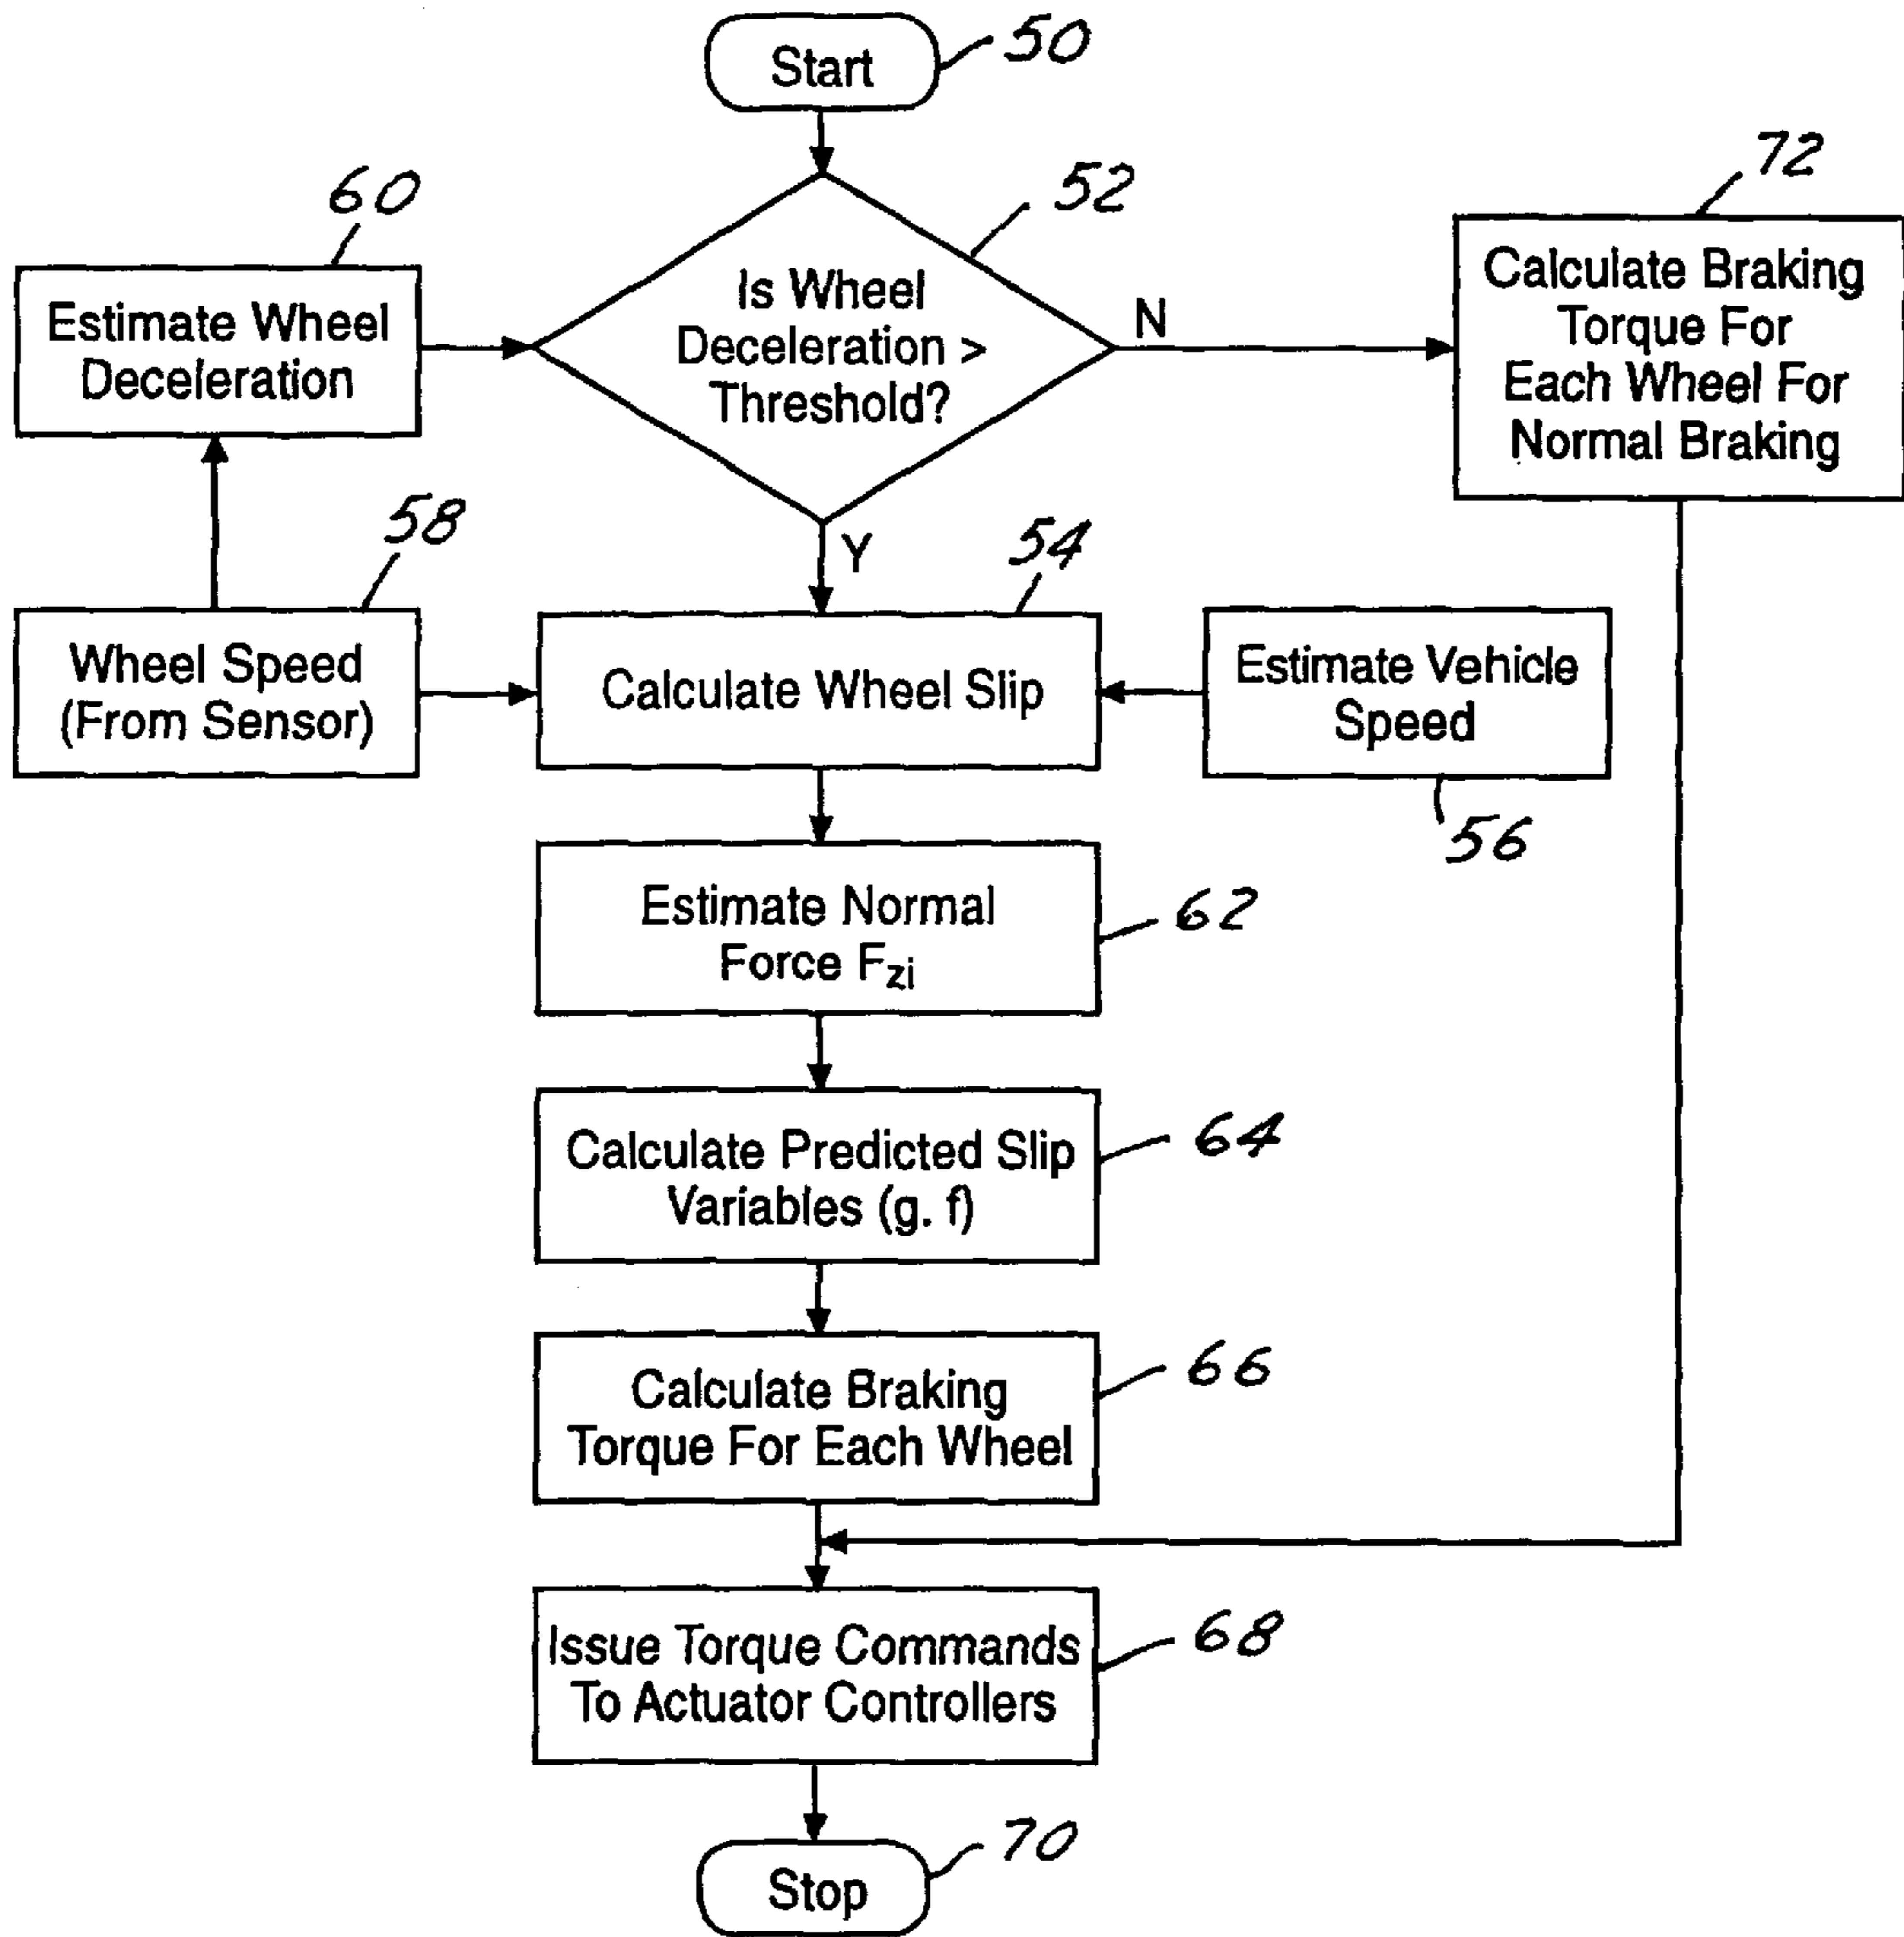 Start
50
60
52
72
Estimate Wheel
Deceleration
Is Wheel
Deceleration >
Threshold?
N
Calculate Braking
Torque For
Each Wheel For
Normal Braking
58
Y
54
Wheel Speed
(From Sensor)
Calculate Wheel Slip
Estimate Vehicle
Speed
56
Estimate Normal
Force Fzi
62
Calculate Predicted Slip
Variables (g. f)
64
Calculate Braking
Torque For Each Wheel
66
Issue Torque Commands
To Actuator Controllers
68
Stop
70